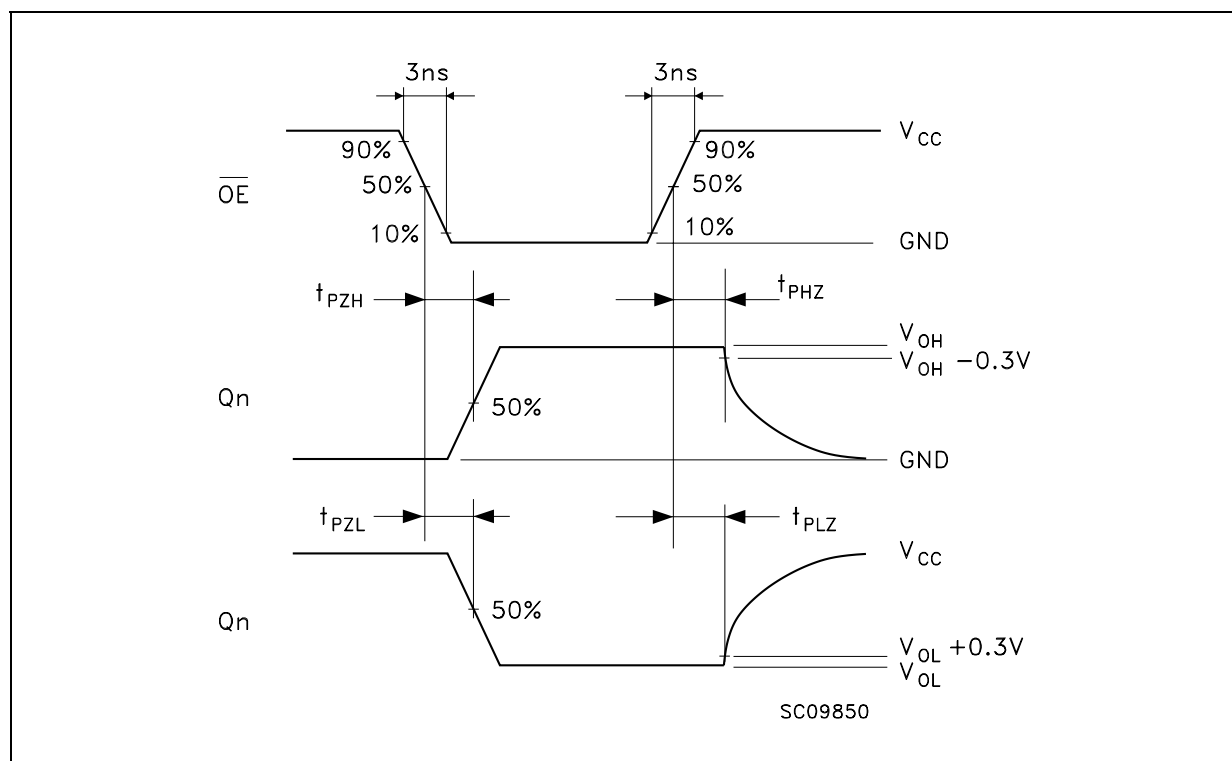 3ns 3ns
90% 90% V_CC
OE 50% 50%
10% 10% GND
t_PZH t_PHZ
V_OH
V_OH −0.3V
Qn 50%
GND
t_PZL t_PLZ
V_CC
Qn 50%
V_OL +0.3V
V_OL
SC09850